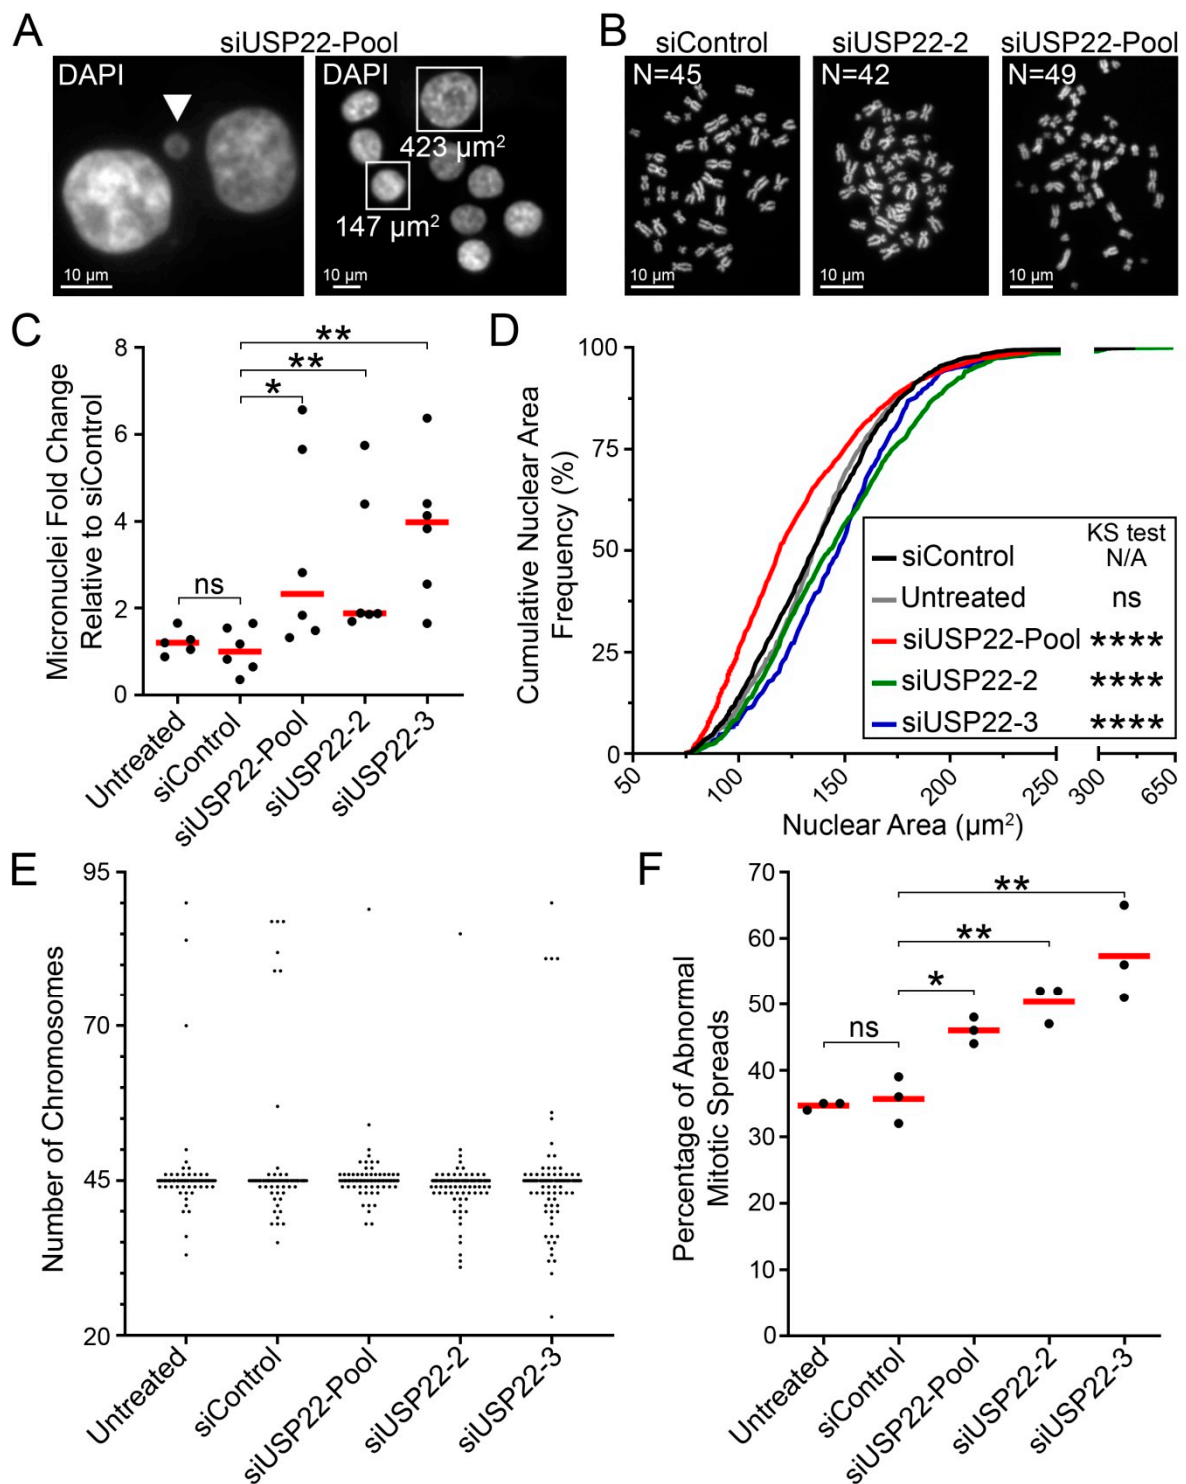 A
siUSP22-Pool
DAPI
10 µm
DAPI
423 µm²
147 µm²
10 µm
B
siControl
siUSP22-2
siUSP22-Pool
N=45
N=42
N=49
10 µm
10 µm
10 µm
C
Micronuclei Fold Change
Relative to siControl
8
6
4
2
0
ns
*
**
**
Untreated
siControl
siUSP22-Pool
siUSP22-2
siUSP22-3
D
Cumulative Nuclear Area
Frequency (%)
100
75
50
25
0
50
100
150
200
250
300
650
Nuclear Area (µm²)
KS test
siControl N/A
Untreated ns
siUSP22-Pool ****
siUSP22-2 ****
siUSP22-3 ****
E
Number of Chromosomes
95
70
45
20
Untreated
siControl
siUSP22-Pool
siUSP22-2
siUSP22-3
F
Percentage of Abnormal
Mitotic Spreads
70
60
50
40
30
20
10
0
ns
*
**
**
Untreated
siControl
siUSP22-Pool
siUSP22-2
siUSP22-3